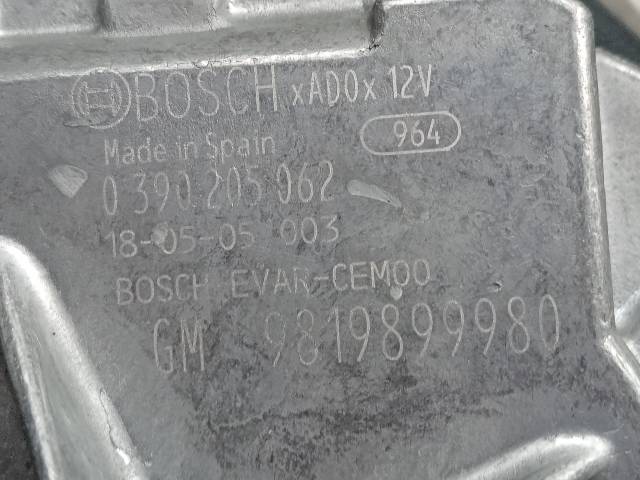 BOSCH xADOx 12V
964
Made in Spain
0 390 205 062
18-05-05 003
BOSCH EVAR-CEM00
GM 9819899980